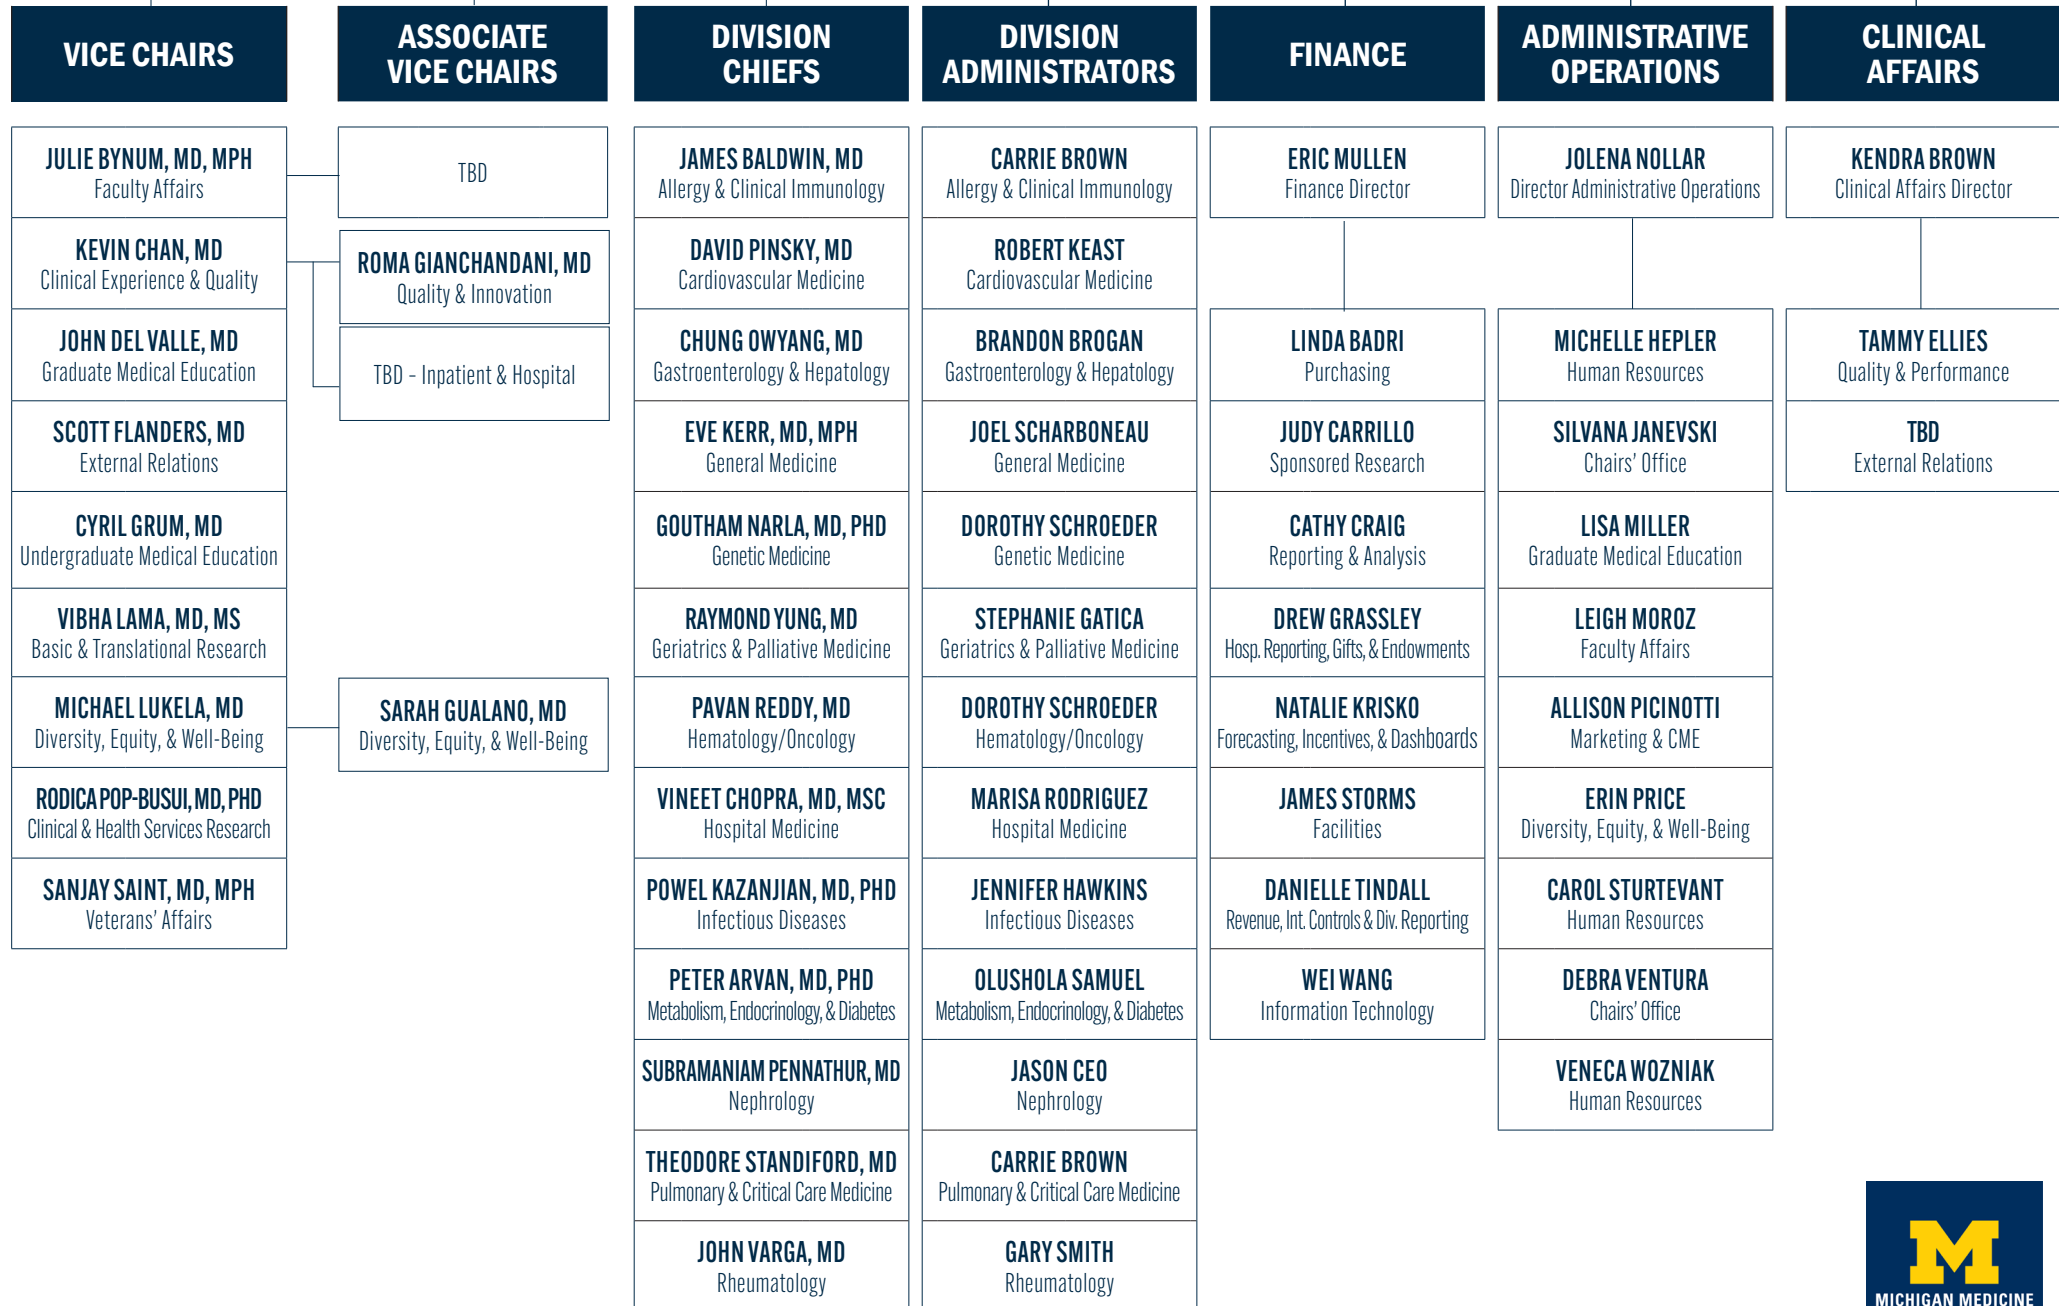 VICE CHAIRS
JULIE BYNUM, MD, MPH
Faculty Affairs
KEVIN CHAN, MD
Clinical Experience & Quality
JOHN DEL VALLE, MD
Graduate Medical Education
SCOTT FLANDERS, MD
External Relations
CYRIL GRUM, MD
Undergraduate Medical Education
VIBHA LAMA, MD, MS
Basic & Translational Research
MICHAEL LUKELA, MD
Diversity, Equity, & Well-Being
RODICA POP-BUSUI, MD, PHD
Clinical & Health Services Research
SANJAY SAINT, MD, MPH
Veterans’ Affairs
ASSOCIATE
VICE CHAIRS
TBD
ROMA GIANCHANDANI, MD
Quality & Innovation
TBD – Inpatient & Hospital
SARAH GUALANO, MD
Diversity, Equity, & Well-Being
DIVISION
CHIEFS
JAMES BALDWIN, MD
Allergy & Clinical Immunology
DAVID PINSKY, MD
Cardiovascular Medicine
CHUNG OWYANG, MD
Gastroenterology & Hepatology
EVE KERR, MD, MPH
General Medicine
GOUTHAM NARLA, MD, PHD
Genetic Medicine
RAYMOND YUNG, MD
Geriatrics & Palliative Medicine
PAVAN REDDY, MD
Hematology/Oncology
VINEET CHOPRA, MD, MSC
Hospital Medicine
POWEL KAZANJIAN, MD, PHD
Infectious Diseases
PETER ARVAN, MD, PHD
Metabolism, Endocrinology, & Diabetes
SUBRAMANIAM PENNATHUR, MD
Nephrology
THEODORE STANDIFORD, MD
Pulmonary & Critical Care Medicine
JOHN VARGA, MD
Rheumatology
DIVISION
ADMINISTRATORS
CARRIE BROWN
Allergy & Clinical Immunology
ROBERT KEAST
Cardiovascular Medicine
BRANDON BROGAN
Gastroenterology & Hepatology
JOEL SCHARBONEAU
General Medicine
DOROTHY SCHROEDER
Genetic Medicine
STEPHANIE GATICA
Geriatrics & Palliative Medicine
DOROTHY SCHROEDER
Hematology/Oncology
MARISA RODRIGUEZ
Hospital Medicine
JENNIFER HAWKINS
Infectious Diseases
OLUSHOLA SAMUEL
Metabolism, Endocrinology, & Diabetes
JASON CEO
Nephrology
CARRIE BROWN
Pulmonary & Critical Care Medicine
GARY SMITH
Rheumatology
FINANCE
ERIC MULLEN
Finance Director
LINDA BADRI
Purchasing
JUDY CARRILLO
Sponsored Research
CATHY CRAIG
Reporting & Analysis
DREW GRASSLEY
Hosp. Reporting, Gifts, & Endowments
NATALIE KRISKO
Forecasting, Incentives, & Dashboards
JAMES STORMS
Facilities
DANIELLE TINDALL
Revenue, Int. Controls & Div. Reporting
WEI WANG
Information Technology
ADMINISTRATIVE
OPERATIONS
JOLENA NOLLAR
Director Administrative Operations
MICHELLE HEPLER
Human Resources
SILVANA JANEVSKI
Chairs’ Office
LISA MILLER
Graduate Medical Education
LEIGH MOROZ
Faculty Affairs
ALLISON PICINOTTI
Marketing & CME
ERIN PRICE
Diversity, Equity, & Well-Being
CAROL STURTEVANT
Human Resources
DEBRA VENTURA
Chairs’ Office
VENECA WOZNIAK
Human Resources
CLINICAL
AFFAIRS
KENDRA BROWN
Clinical Affairs Director
TAMMY ELLIES
Quality & Performance
TBD
External Relations
M
MICHIGAN MEDICINE